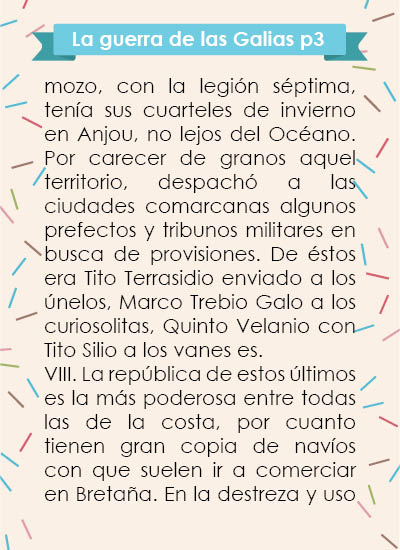 La guerra de las Galias p3
mozo, con la legión séptima,
tenía sus cuarteles de invierno
en Anjou, no lejos del Océano.
Por carecer de granos aquel
territorio, despachó a las
ciudades comarcanas algunos
prefectos y tribunos militares en
busca de provisiones. De éstos
era Tito Terrasidio enviado a los
únelos, Marco Trebio Galo a los
curiosolitas, Quinto Velanio con
Tito Silio a los vanes es.
VIII. La república de estos últimos
es la más poderosa entre todas
las de la costa, por cuanto
tienen gran copia de navíos
con que suelen ir a comerciar
en Bretaña. En la destreza y uso